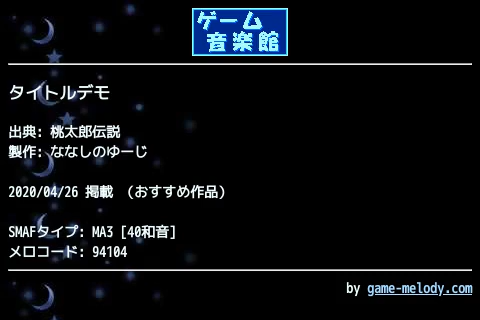 ゲーム
音楽館
タイトルデモ
出典: 桃太郎伝説
製作: ななしのゆーじ
2020/04/26 掲載 (おすすめ作品)
SMAFタイプ: MA3 [40和音]
メロコード: 94104
by game-melody.com